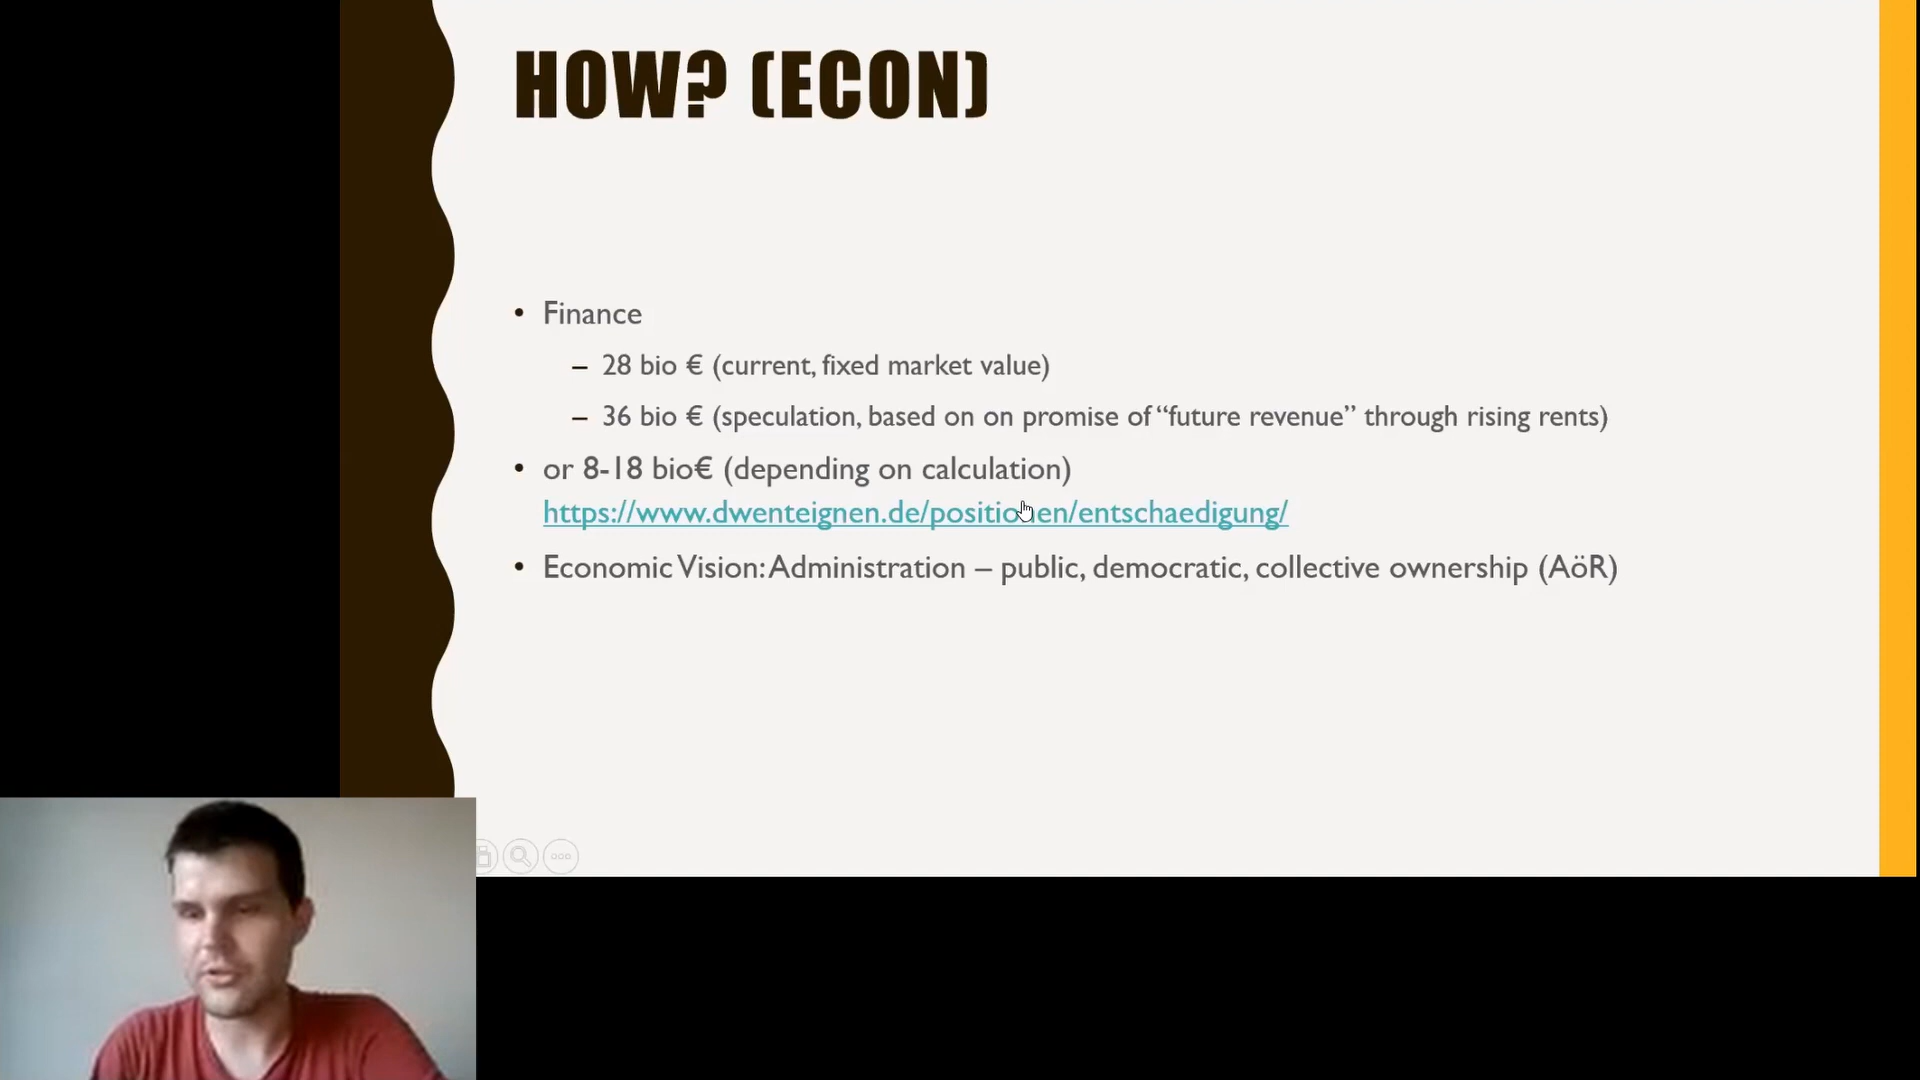 HOW? (ECON)
• Finance
– 28 bio € (current, fixed market value)
– 36 bio € (speculation, based on on promise of “future revenue” through rising rents)
• or 8-18 bio€ (depending on calculation)
https://www.dwenteignen.de/positionen/entschaedigung/
• Economic Vision: Administration – public, democratic, collective ownership (AöR)